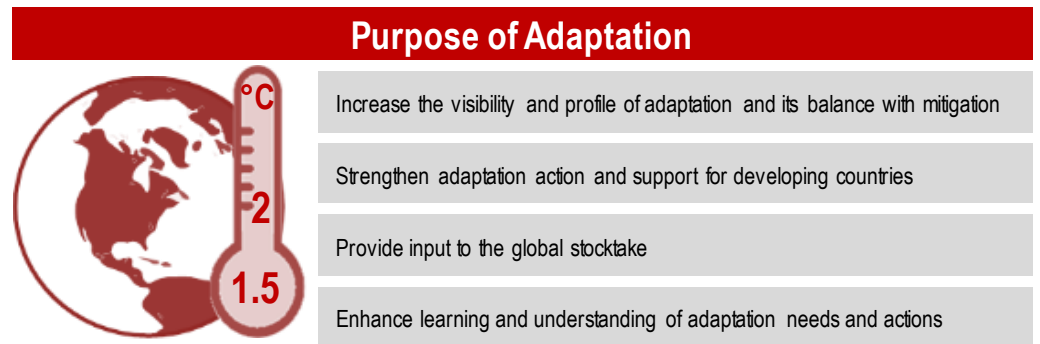 Purpose of Adaptation
°C
2
1.5
Increase the visibility and profile of adaptation and its balance with mitigation
Strengthen adaptation action and support for developing countries
Provide input to the global stocktake
Enhance learning and understanding of adaptation needs and actions